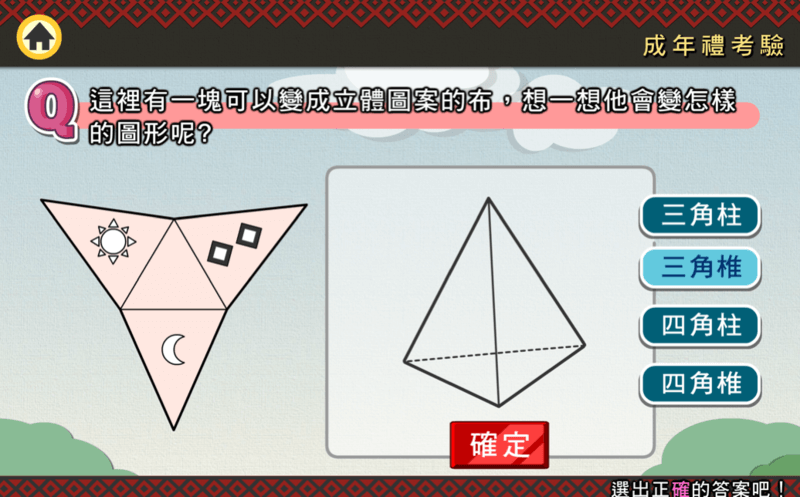 成年禮考驗
Q 這裡有一塊可以變成立體圖案的布，想一想他會變怎樣
的圖形呢?
三角柱
三角椎
四角柱
四角椎
確定
選出正確的答案吧！